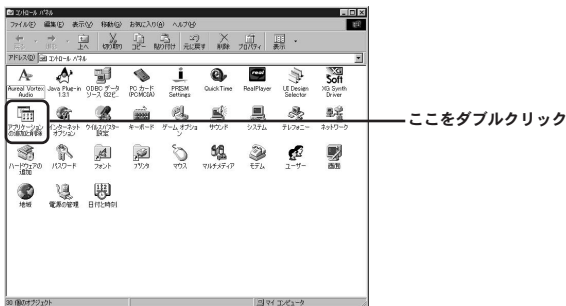 コントロール パネル
ファイル(F) 編集(E) 表示(V) 移動(G) お気に入り(A) ヘルプ(H)
戻る 進む 上へ 切り取り コピー 貼り付け 元に戻す 削除 プロパティ 表示
アドレス(D) コントロール パネル
Aureal Vortex Audio
Java Plug-in 1.3.1
ODBC データ ソース (32ビ...
PC カード (PCMCIA)
PRISM Settings
QuickTime
RealPlayer
UI Design Selector
XG Synth Driver
アプリケーションの追加と削除
インターネット オプション
ウイルスバスター 設定
キーボード
ゲーム オプション
サウンド
システム
テレフォニー
ネットワーク
ここをダブルクリック
ハードウェアの追加
パスワード
フォント
プリンタ
マウス
マルチメディア
モデム
ユーザー
画面
地域
電源の管理
日付と時刻
30 個のオブジェクト
マイ コンピュータ